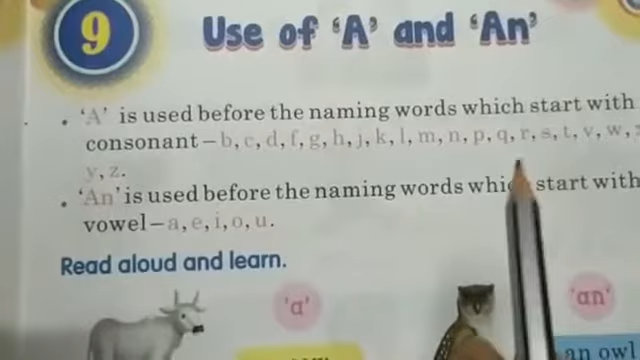 9
Use of 'A' and 'An'
• 'A' is used before the naming words which start with
consonant – b, c, d, f, g, h, j, k, l, m, n, p, q, r, s, t, v, w,
y, z.
• 'An' is used before the naming words start with
vowel – a, e, i, o, u.
Read aloud and learn.
'a'
'an'
an owl